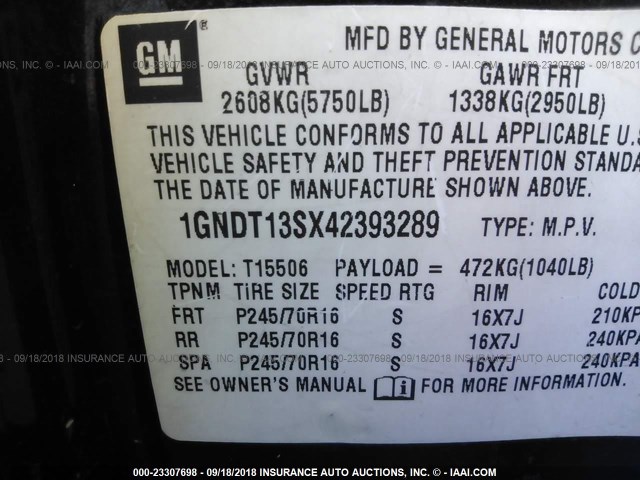 GM ®
MFD BY GENERAL MOTORS C
GVWR GAWR FRT
2608KG(5750LB) 1338KG(2950LB)
THIS VEHICLE CONFORMS TO ALL APPLICABLE U.S
VEHICLE SAFETY AND THEFT PREVENTION STANDA
THE DATE OF MANUFACTURE SHOWN ABOVE.
1GNDT13SX42393289 TYPE: M.P.V.
MODEL: T15506 PAYLOAD = 472KG(1040LB)
TPNM TIRE SIZE SPEED RTG RIM COLD
FRT P245/70R16 S 16X7J 210KP
RR P245/70R16 S 16X7J 240KPA
SPA P245/70R16 S 16X7J 240KPA
SEE OWNER'S MANUAL i FOR MORE INFORMATION.
000-23307698 - 09/18/2018 INSURANCE AUTO AUCTIONS, INC. - IAAI.COM